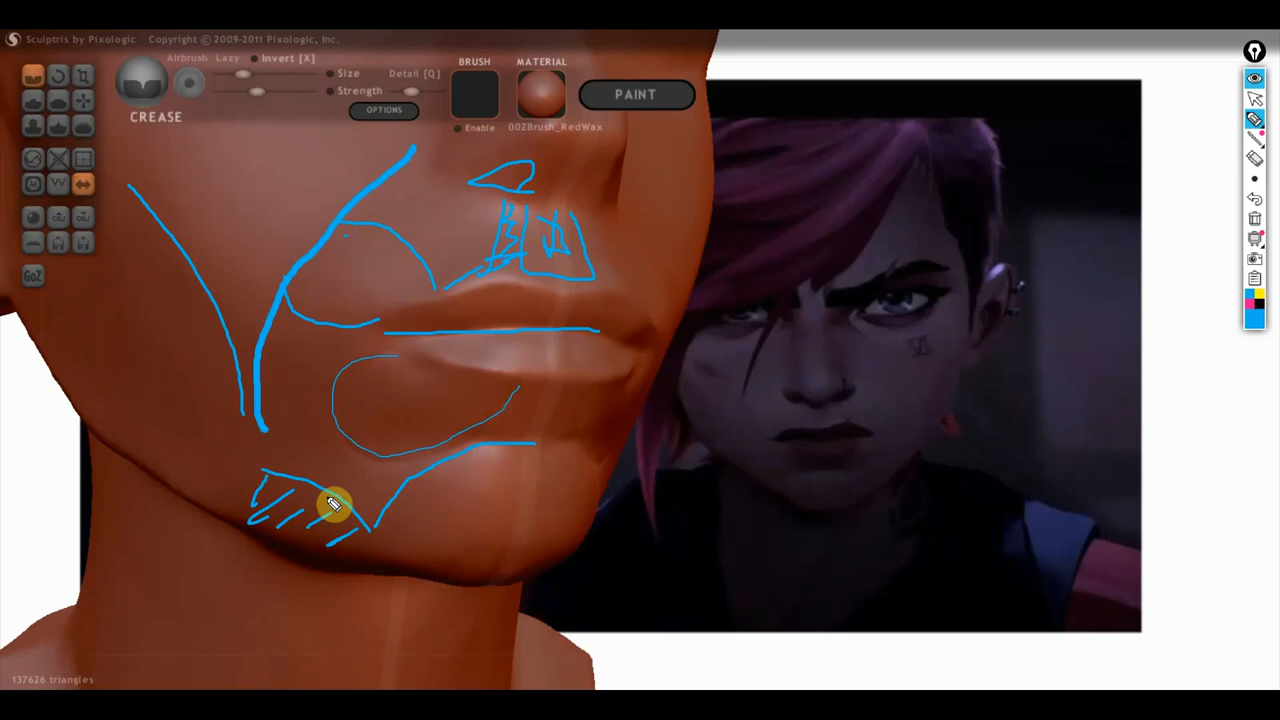 Sculptris by Pixologic Copyright © 2009-2011 Pixologic, Inc.
Airbrush Lazy Invert [X]
Size Detail [Q]
Strength
OPTIONS
CREASE
BRUSH
Enable
MATERIAL
00ZBrush_RedWax
PAINT
GoZ
VI
137626 triangles